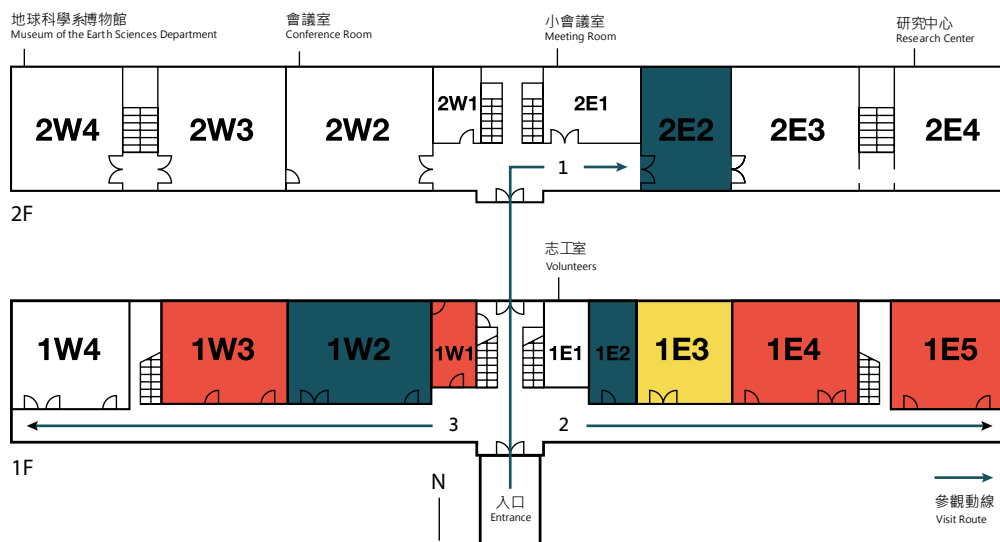 地球科學系博物館
Museum of the Earth Sciences Department
會議室
Conference Room
小會議室
Meeting Room
研究中心
Research Center
2W4
2W3
2W2
2W1
2E1
2E2
2E3
2E4
1
2F
志工室
Volunteers
1W4
1W3
1W2
1W1
1E1
1E2
1E3
1E4
1E5
3
2
1F
N
入口
Entrance
參觀動線
Visit Route